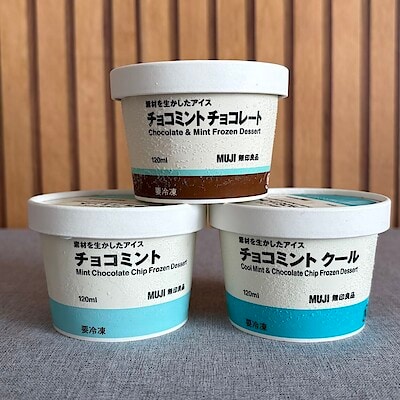 素材を生かしたアイス
チョコミントチョコレート
Chocolate & Mint Frozen Dessert
120ml
MUJI 無印良品
要冷凍
素材を生かしたアイス
チョコミント
Mint Chocolate Chip Frozen Dessert
120ml
MUJI 無印良品
要冷凍
素材を生かしたアイス
チョコミント クール
Cool Mint & Chocolate Chip Frozen Dessert
120ml
MUJI 無印良品
要冷凍